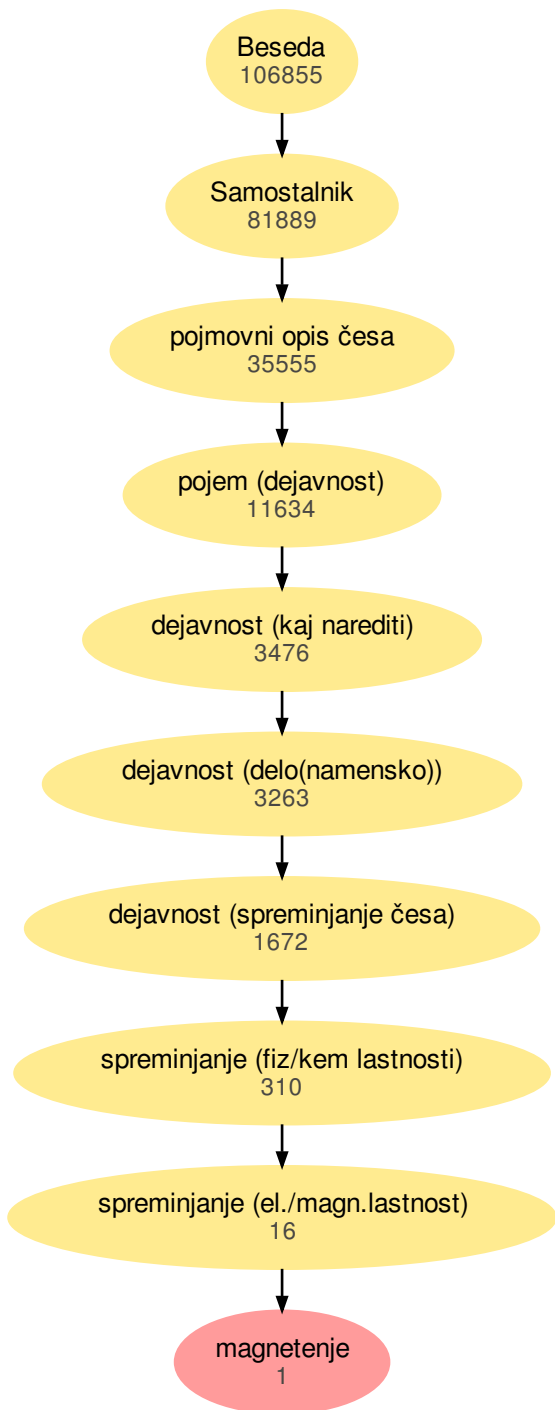 Beseda
106855
Samostalnik
81889
pojmovni opis česa
35555
pojem (dejavnost)
11634
dejavnost (kaj narediti)
3476
dejavnost (delo(namensko))
3263
dejavnost (spreminjanje česa)
1672
spreminjanje (fiz/kem lastnosti)
310
spreminjanje (el./magn.lastnost)
16
magnetenje
1